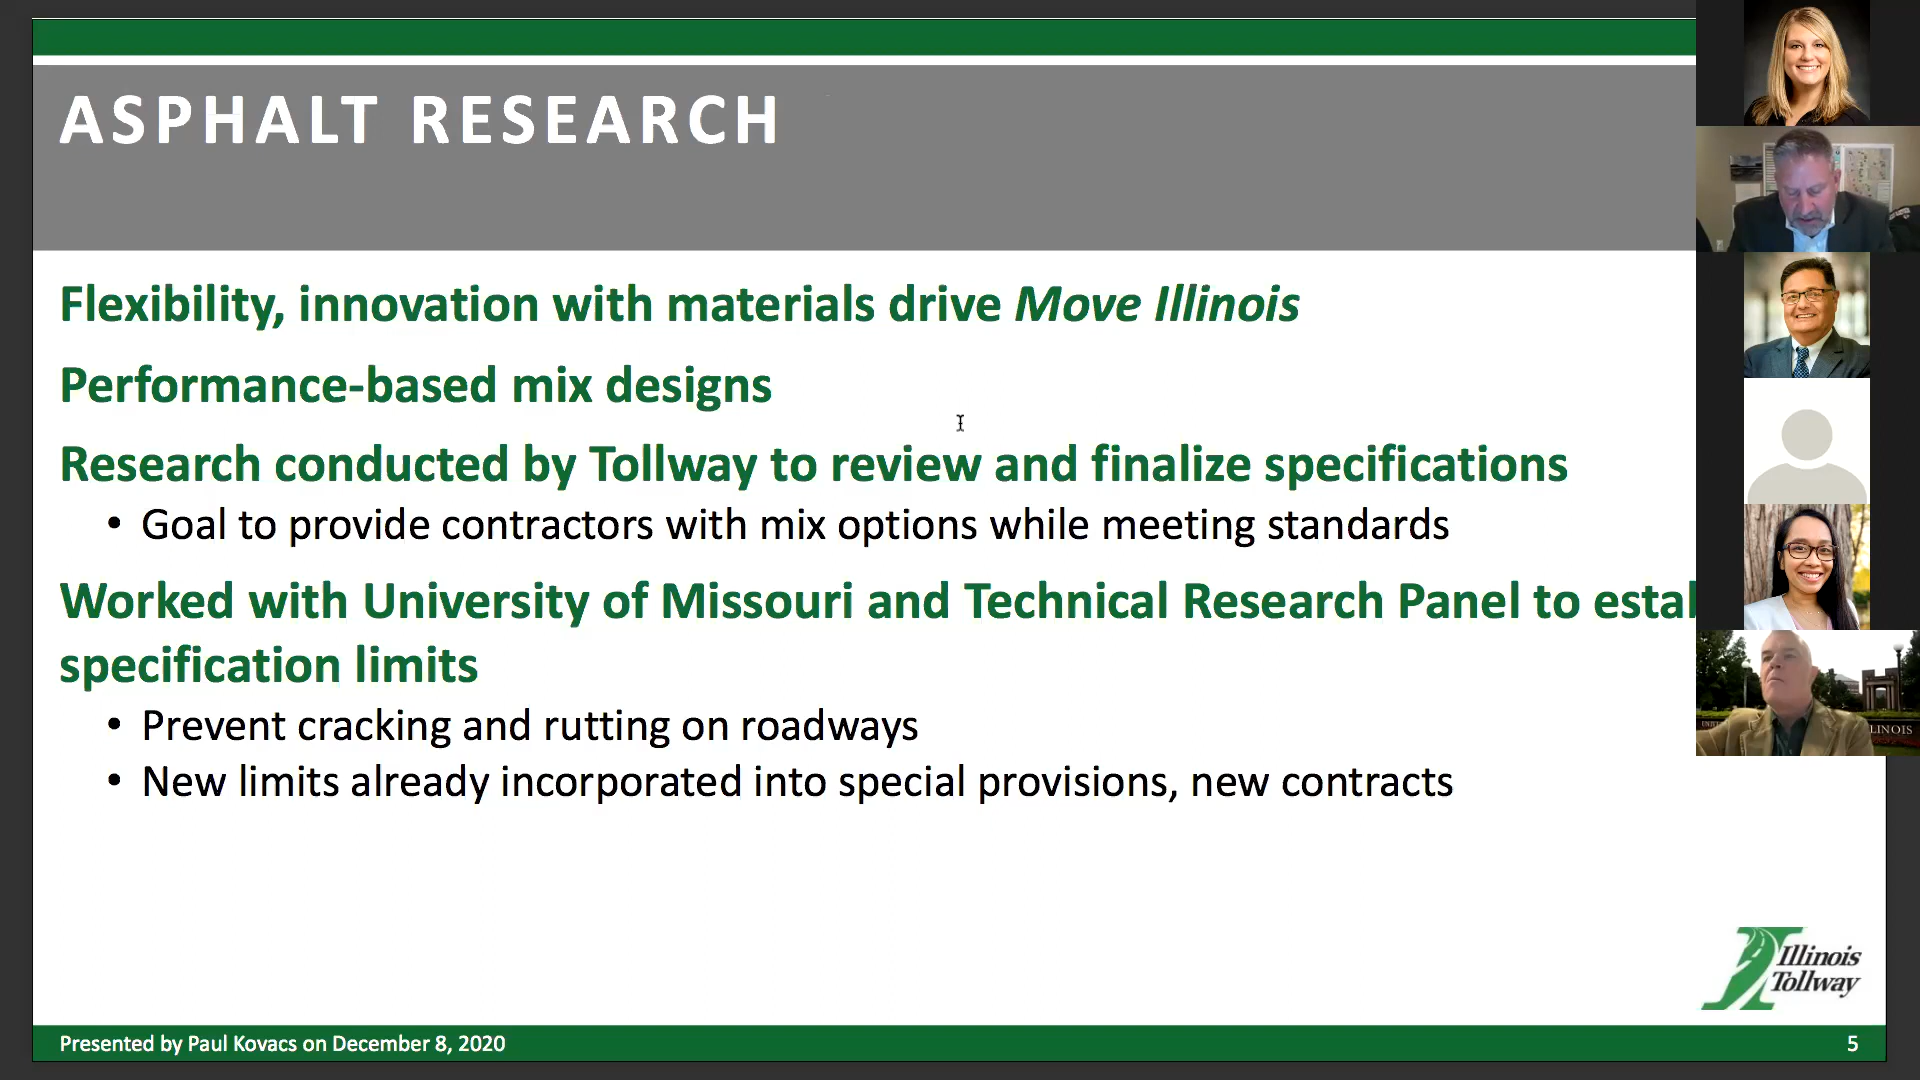 ASPHALT RESEARCH
Flexibility, innovation with materials drive Move Illinois
Performance-based mix designs
Research conducted by Tollway to review and finalize specifications
• Goal to provide contractors with mix options while meeting standards
Worked with University of Missouri and Technical Research Panel to
specification limits
• Prevent cracking and rutting on roadways
• New limits already incorporated into special provisions, new contracts
LINOIS
Illinois
Tollway
Presented by Paul Kovacs on December 8, 2020
5